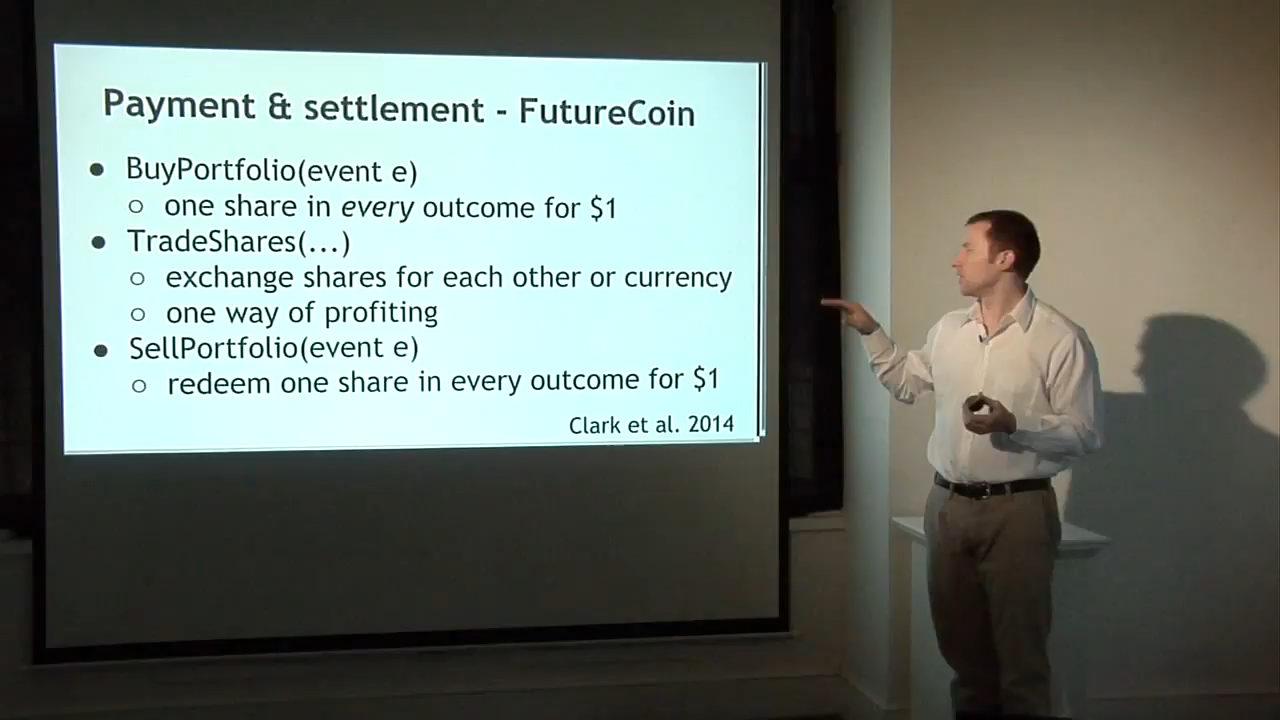 Payment & settlement - FutureCoin
● BuyPortfolio(event e)
○ one share in every outcome for $1
● TradeShares(...)
○ exchange shares for each other or currency
○ one way of profiting
● SellPortfolio(event e)
○ redeem one share in every outcome for $1
Clark et al. 2014